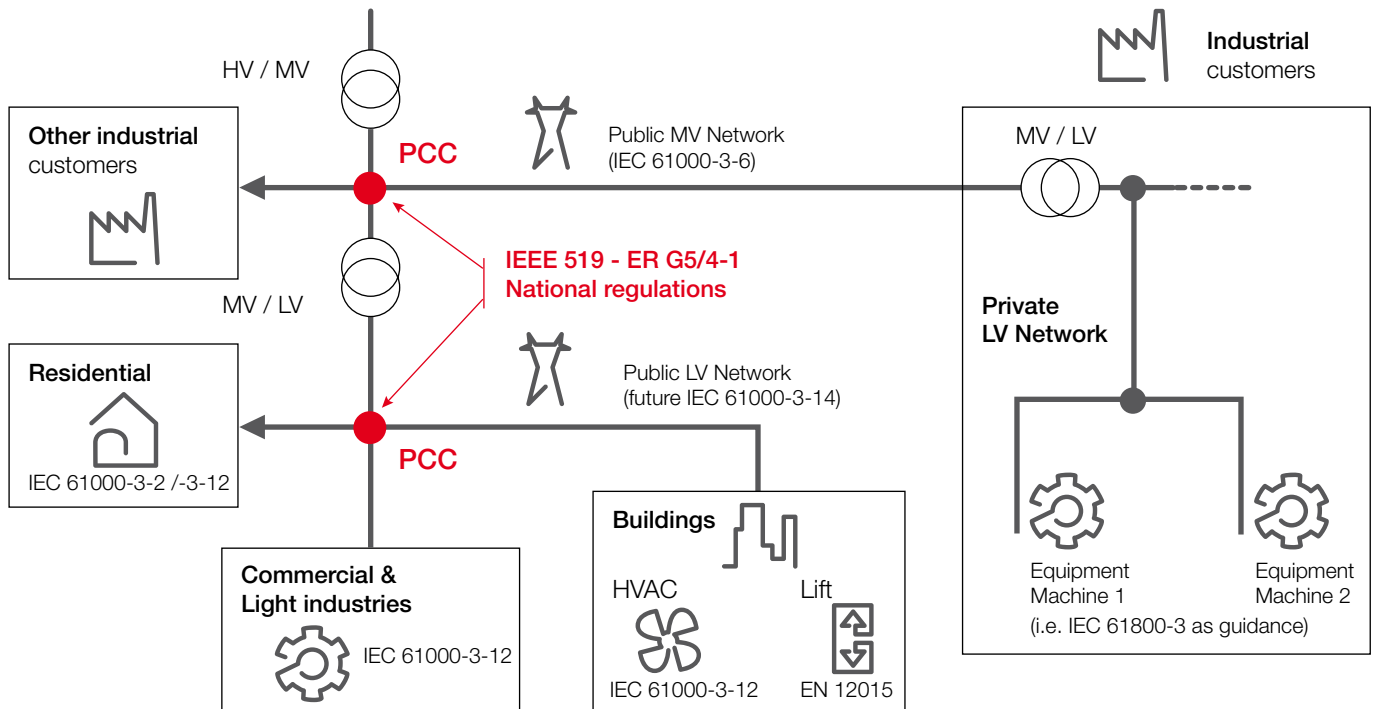 HV / MV
Industrial
customers
Other industrial
customers
PCC
Public MV Network
(IEC 61000-3-6)
MV / LV
IEEE 519 - ER G5/4-1
National regulations
MV / LV
Private
LV Network
Residential
IEC 61000-3-2 /-3-12
Public LV Network
(future IEC 61000-3-14)
PCC
Commercial &
Light industries
IEC 61000-3-12
Buildings
HVAC
Lift
IEC 61000-3-12
EN 12015
Equipment
Machine 1
Equipment
Machine 2
(i.e. IEC 61800-3 as guidance)